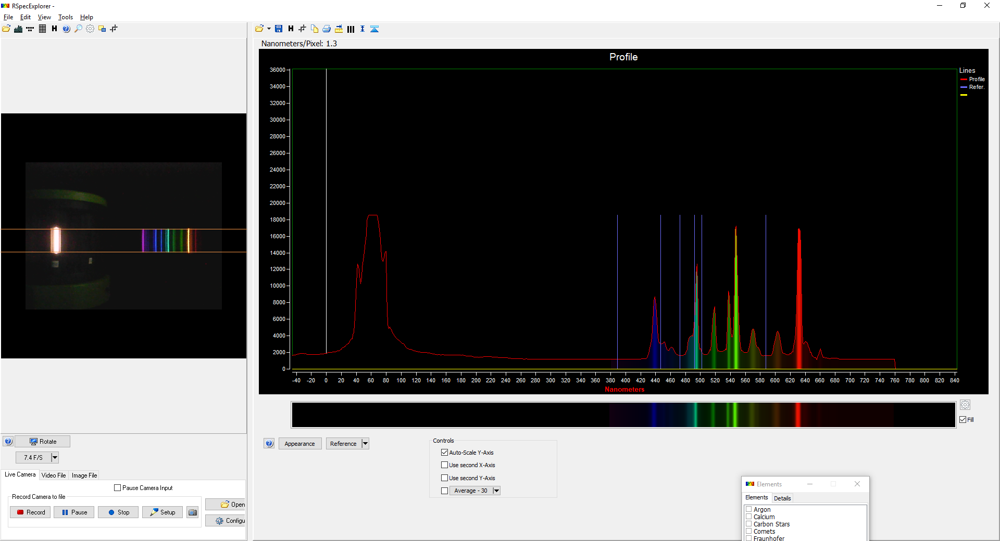 RSpecExplorer -
File Edit View Tools Help
Nanometers/Pixel: 1.3
Profile
Lines
Profile
Refer.
36000
34000
32000
30000
28000
26000
24000
22000
20000
18000
16000
14000
12000
10000
8000
6000
4000
2000
0
-40 -20 0 20 40 60 80 100 120 140 160 180 200 220 240 260 280 300 320 340 360 380 400 420 440 460 480 500 520 540 560 580 600 620 640 660 680 700 720 740 760 780 800 820 840
Nanometers
Fill
Rotate
7.4 F/S
Live Camera Video File Image File
Pause Camera Input
Record Camera to file
Record Pause Stop Setup
Open
Configu
Appearance Reference
Controls
Auto-Scale Y-Axis
Use second X-Axis
Use second Y-Axis
Average - 30
Elements
Elements Details
Argon
Calcium
Carbon Stars
Comets
Fraunhofer